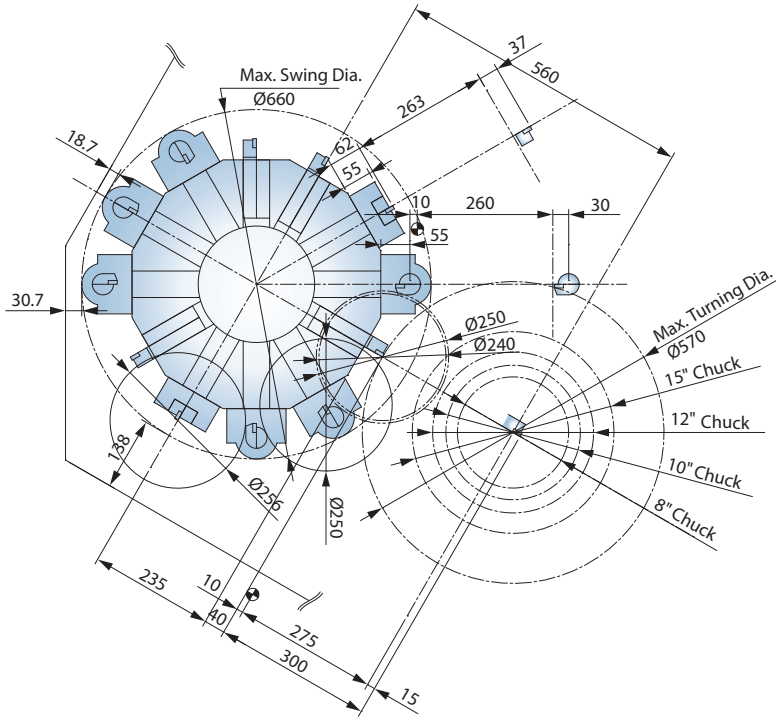 37
560
Max. Swing Dia.
Ø660
263
18.7
62
55
10
260
30
55
30.7
Max. Turning Dia.
Ø570
Ø250
Ø240
15" Chuck
12" Chuck
10" Chuck
8" Chuck
138
Ø256
Ø250
235
10
40
275
300
15